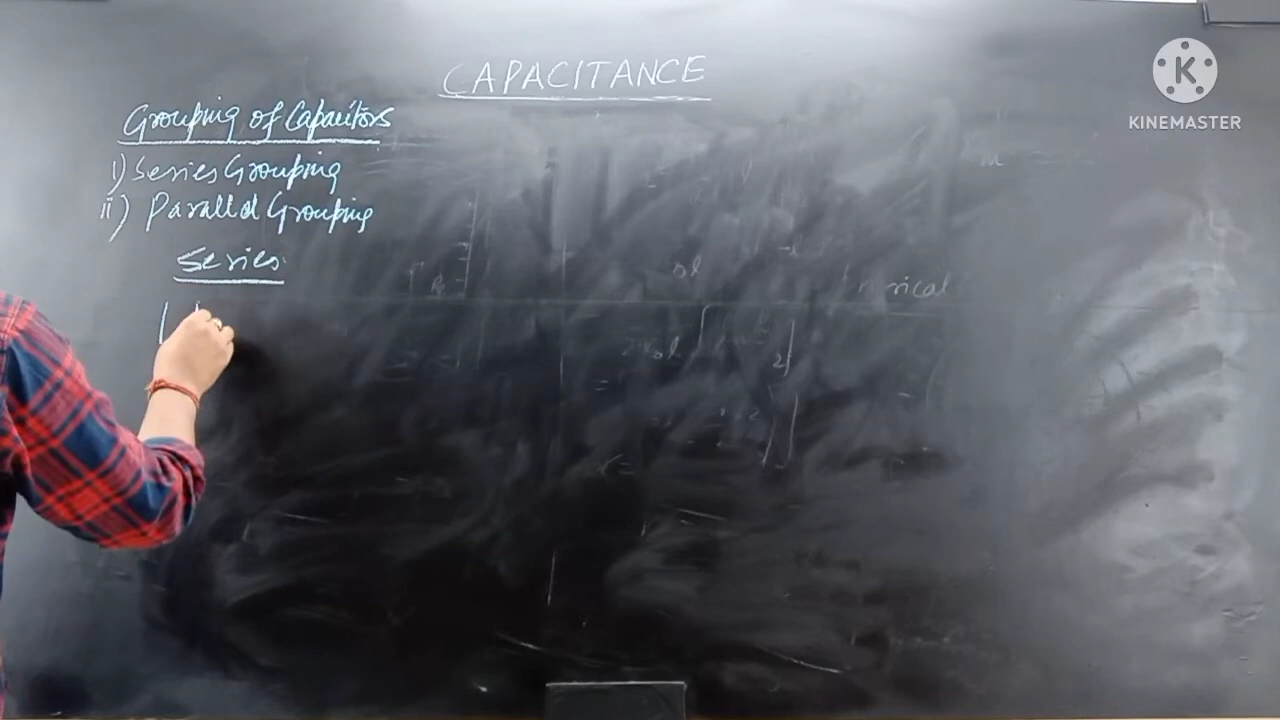 CAPACITANCE
Grouping of Capacitors
i) Series Grouping
ii) Parallel Grouping
Series
KINEMASTER